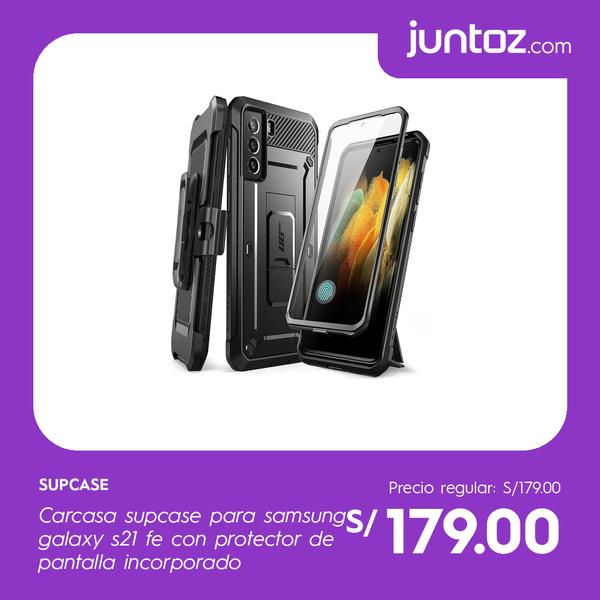 juntoz.com
SUPCASE
Carcasa supcase para samsung
galaxy s21 fe con protector de
pantalla incorporado
Precio regular: S/179.00
S/ 179.00